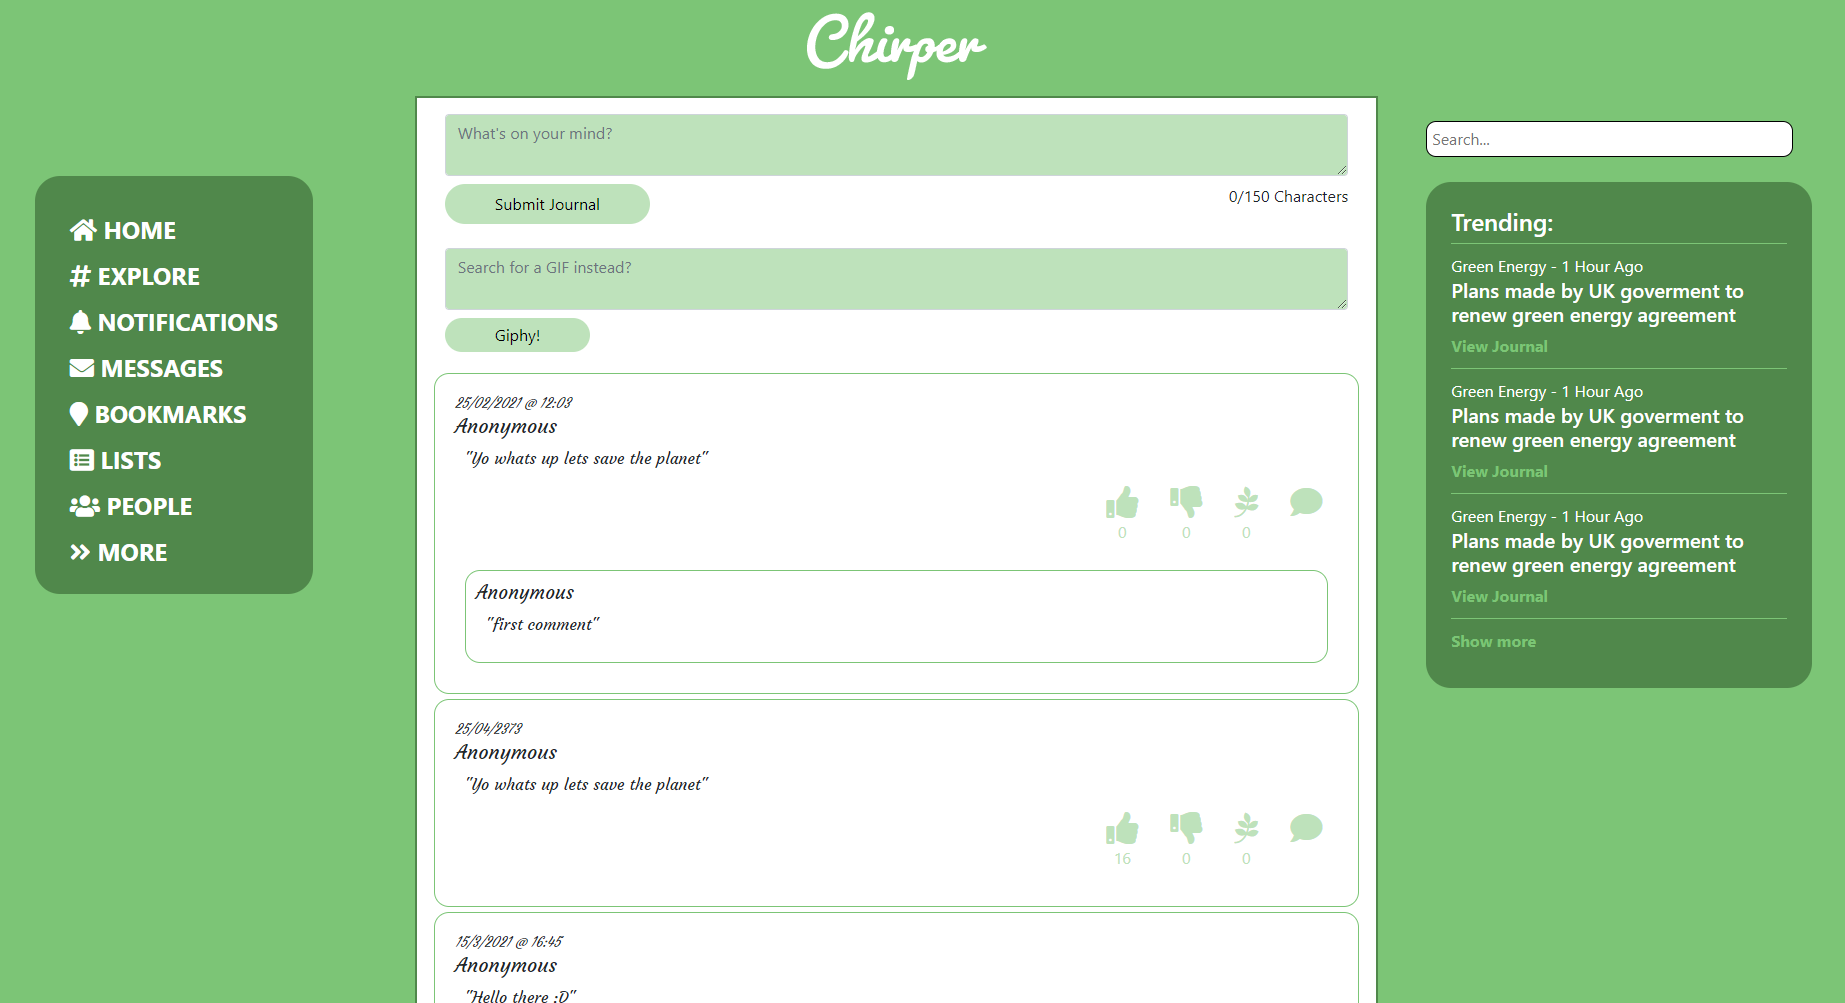 Chirper
HOME
# EXPLORE
NOTIFICATIONS
MESSAGES
BOOKMARKS
LISTS
PEOPLE
MORE
What's on your mind?
Submit Journal
0/150 Characters
Search for a GIF instead?
Giphy!
25/02/2021 @ 12:03
Anonymous
"Yo whats up lets save the planet"
0 0 0
Anonymous
"first comment"
25/04/2373
Anonymous
"Yo whats up lets save the planet"
16 0 0
15/3/2021 @ 16:45
Anonymous
"Hello there :D"
Search...
Trending:
Green Energy - 1 Hour Ago
Plans made by UK goverment to
renew green energy agreement
View Journal
Green Energy - 1 Hour Ago
Plans made by UK goverment to
renew green energy agreement
View Journal
Green Energy - 1 Hour Ago
Plans made by UK goverment to
renew green energy agreement
View Journal
Show more